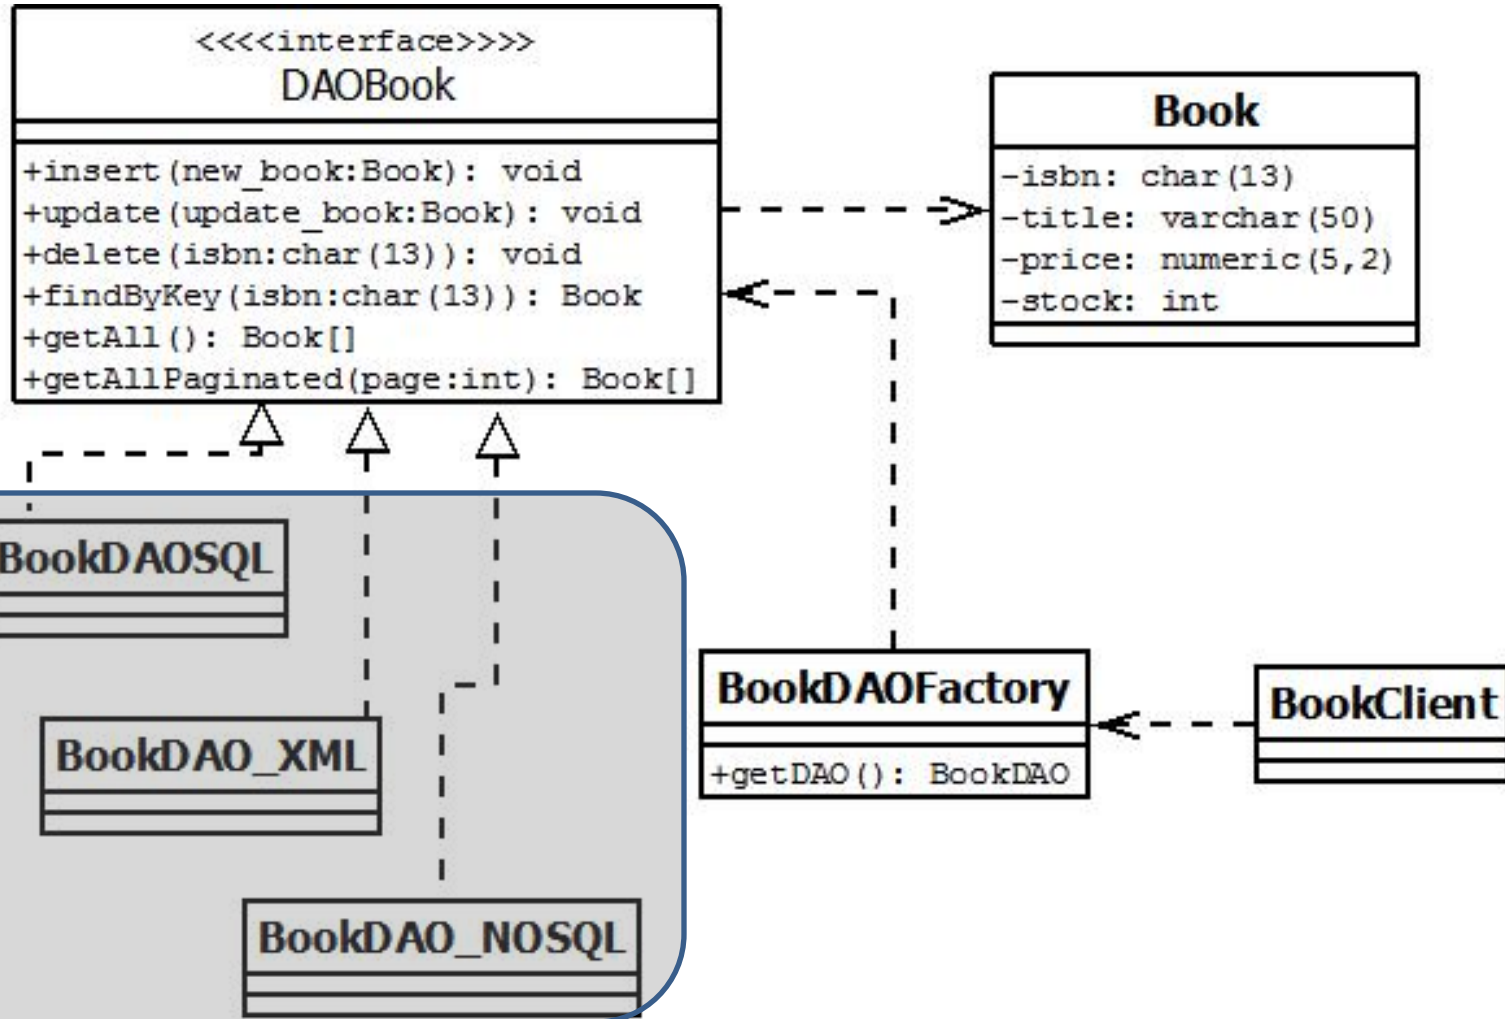 <<<<interface>>>>
DAOBook
+insert(new_book:Book): void
+update(update_book:Book): void
+delete(isbn:char(13)): void
+findByKey(isbn:char(13)): Book
+getAll(): Book[]
+getAllPaginated(page:int): Book[]
Book
-isbn: char(13)
-title: varchar(50)
-price: numeric(5,2)
-stock: int
BookDAOSQL
BookDAO_XML
BookDAO_NOSQL
BookDAOFactory
+getDAO(): BookDAO
BookClient